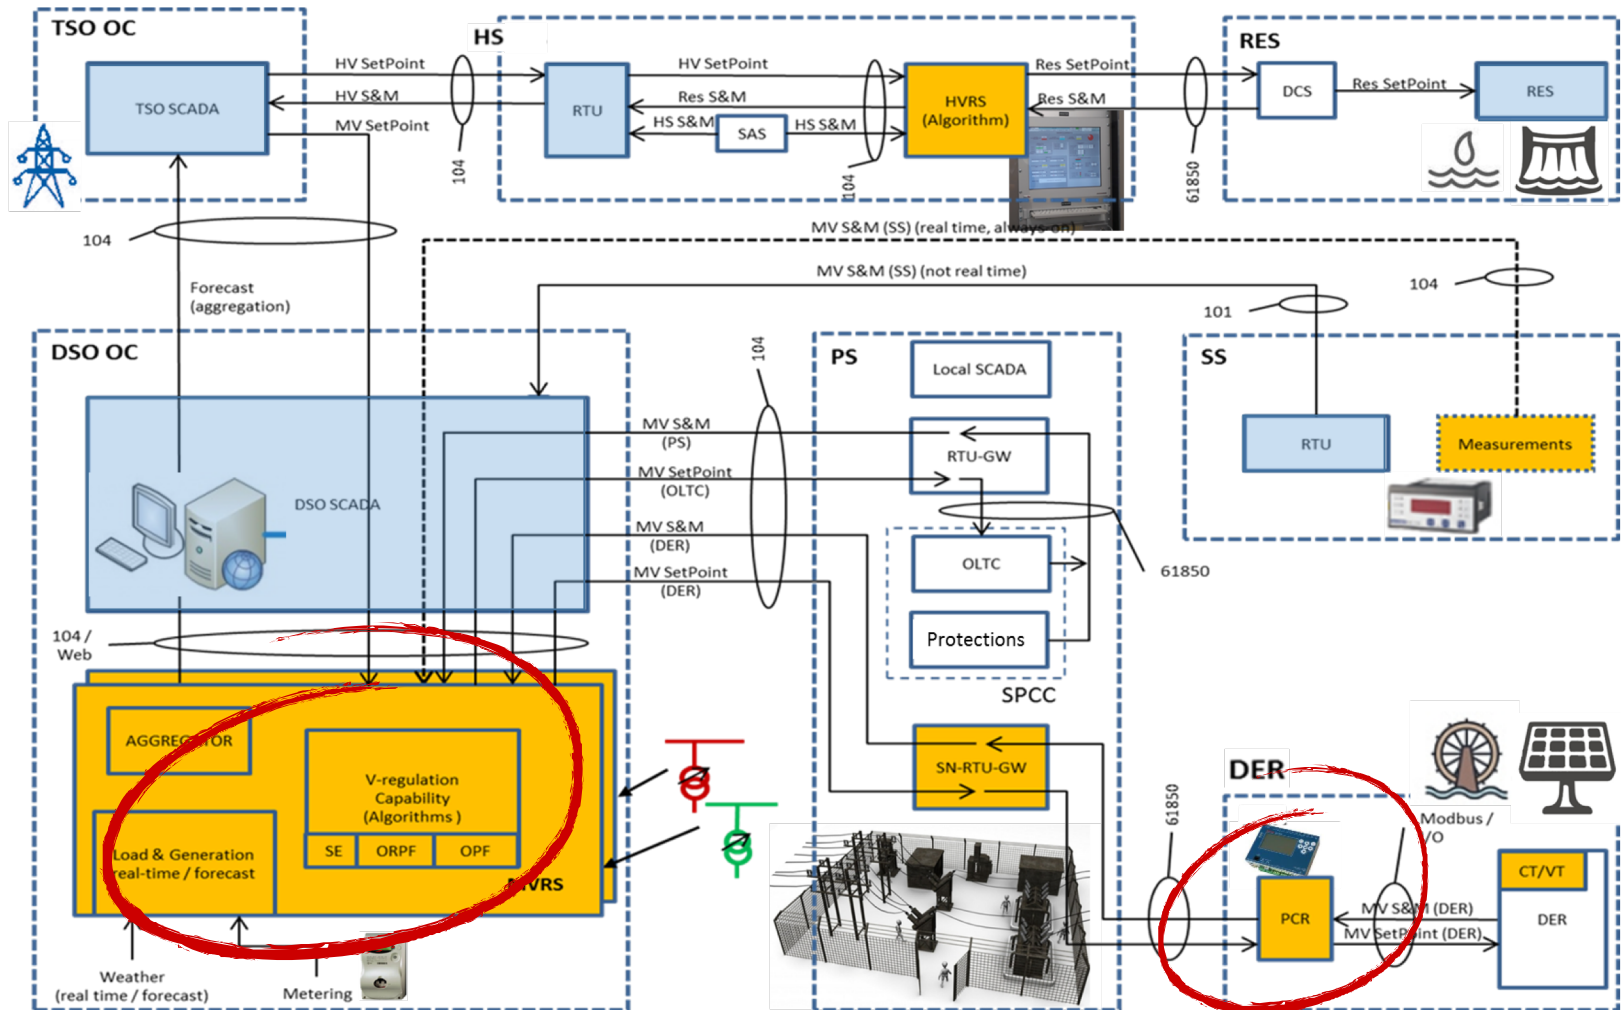 TSO OC
HS
RES
TSO SCADA
HV SetPoint
HV S&M
MV SetPoint
104
RTU
HV SetPoint
Res S&M
HS S&M
SAS
HS S&M
104
HVRS
(Algorithm)
Res SetPoint
Res S&M
61850
DCS
Res SetPoint
RES
104
MV S&M (SS) (real time, always-on)
MV S&M (SS) (not real time)
104
101
Forecast
(aggregation)
DSO OC
DSO SCADA
104
MV S&M
(PS)
MV SetPoint
(OLTC)
MV S&M
(DER)
MV SetPoint
(DER)
PS
Local SCADA
RTU-GW
OLTC
Protections
SPCC
61850
SS
RTU
Measurements
104 /
Web
AGGREGATOR
V-regulation
Capability
(Algorithms )
SE
ORPF
OPF
Load & Generation
real-time / forecast
MVRS
Weather
(real time / forecast)
Metering
SN-RTU-GW
61850
DER
Modbus /
I/O
PCR
MV S&M (DER)
MV SetPoint (DER)
CT/VT
DER